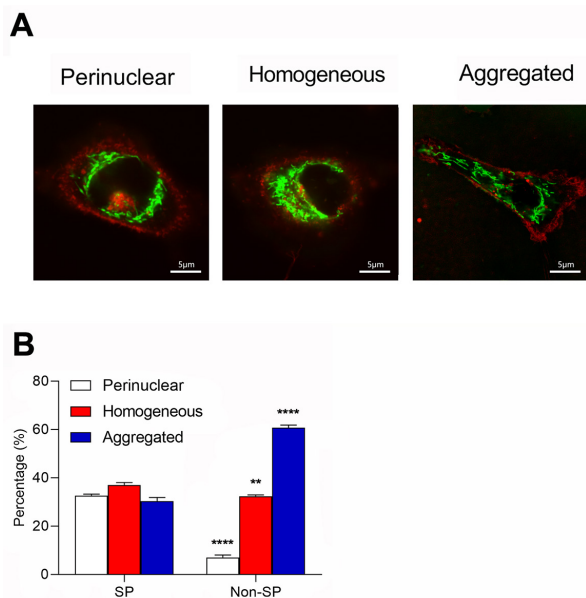 A
Perinuclear
Homogeneous
Aggregated
5μm
5μm
5μm
B
80
60
40
20
0
Percentage (%)
Perinuclear
Homogeneous
Aggregated
****
**
****
SP
Non-SP